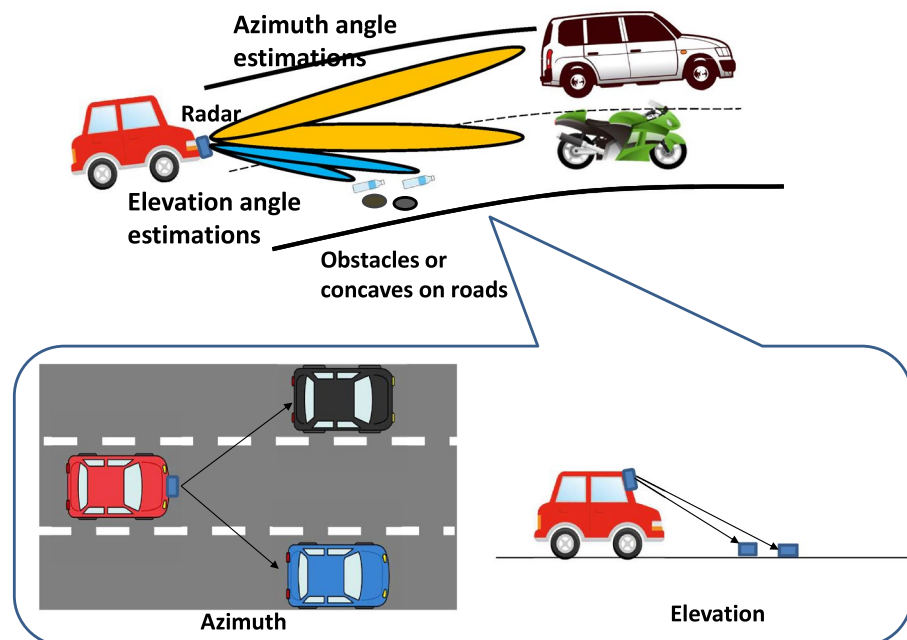 Azimuth angle
estimations
Radar
Elevation angle
estimations
Obstacles or
concaves on roads
Azimuth
Elevation